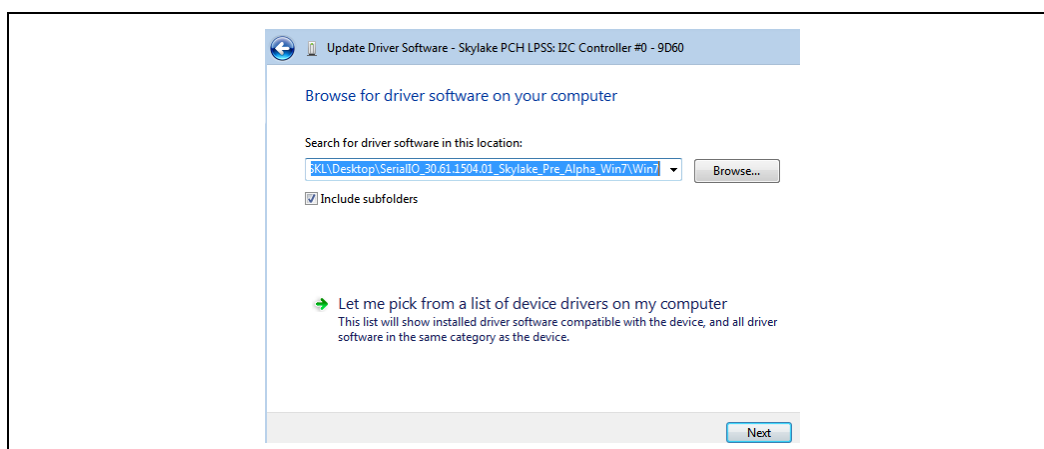 Update Driver Software - Skylake PCH LPSS: I2C Controller #0 - 9D60
Browse for driver software on your computer
Search for driver software in this location:
SKL\Desktop\SerialIO_30.61.1504.01_Skylake_Pre_Alpha_Win7\Win7
Browse...
Include subfolders
Let me pick from a list of device drivers on my computer
This list will show installed driver software compatible with the device, and all driver
software in the same category as the device.
Next